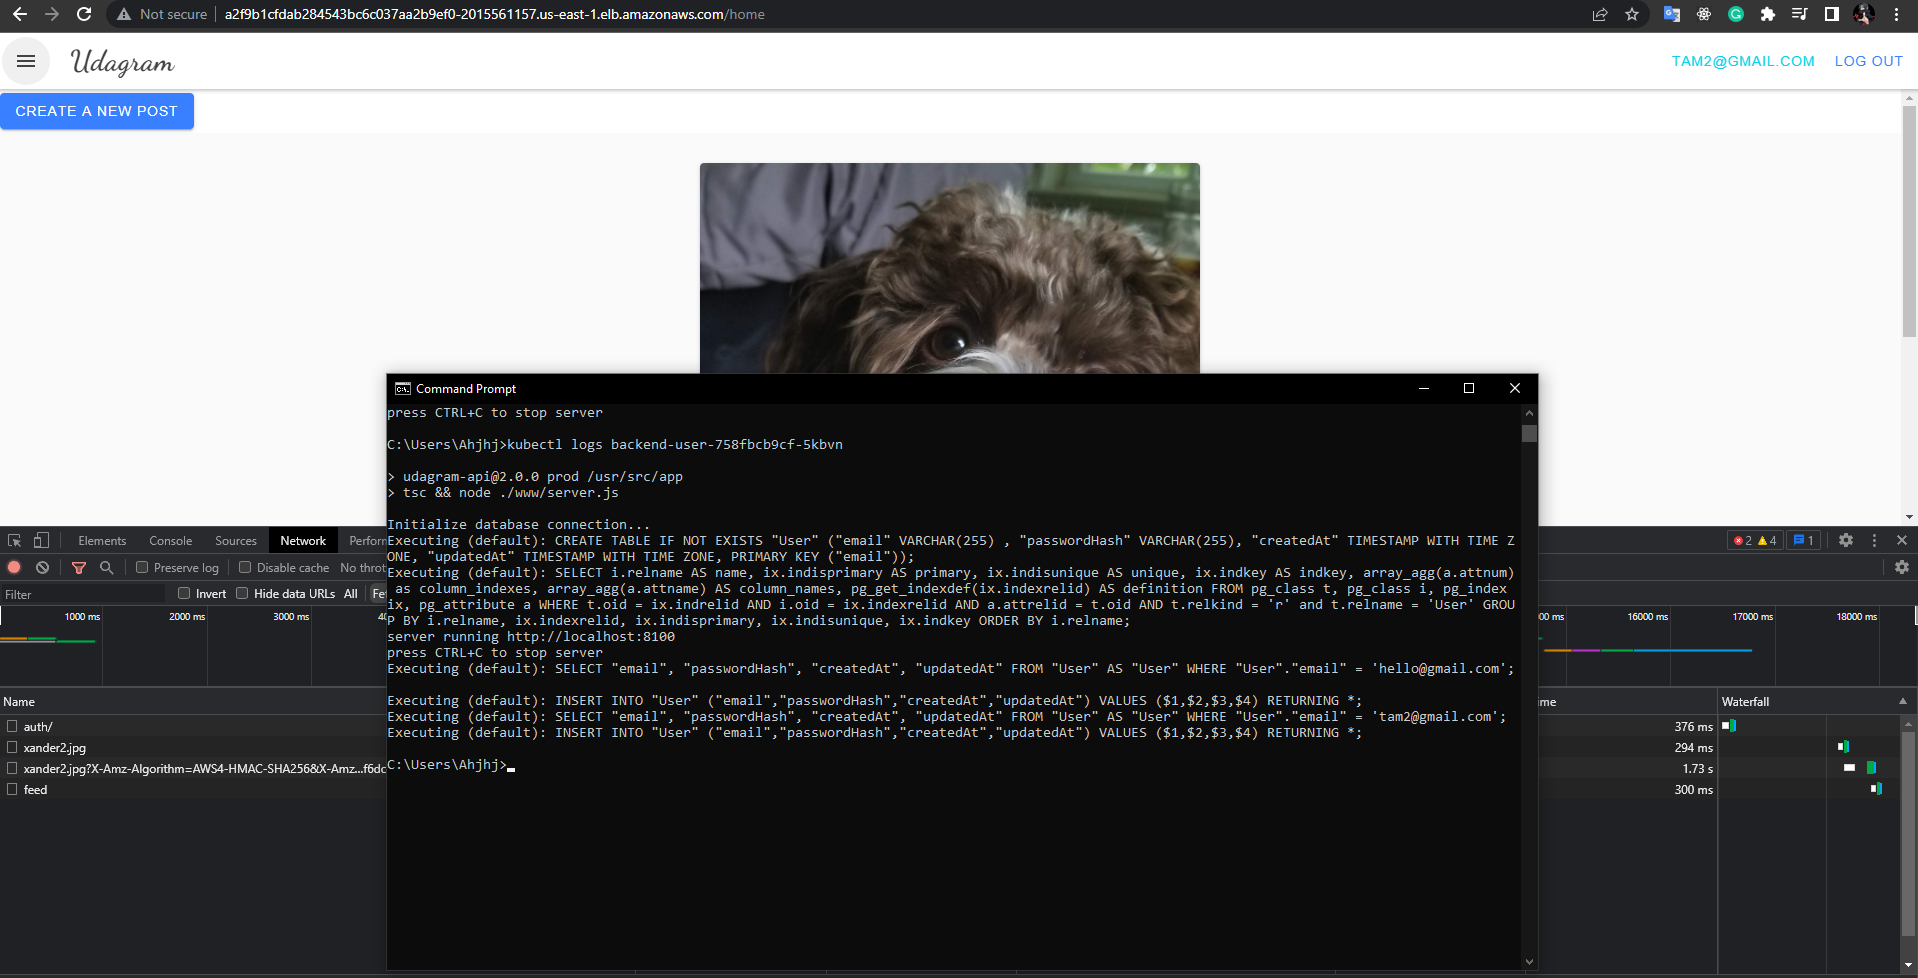 Not secure
a2f9b1cfdab284543bc6c037aa2b9ef0-2015561157.us-east-1.elb.amazonaws.com/home
Udagram
TAM2@GMAIL.COM
LOG OUT
CREATE A NEW POST
Command Prompt
press CTRL+C to stop server
C:\Users\Ahjhj>kubectl logs backend-user-758fbcb9cf-5kbvn
> udagram-api@2.0.0 prod /usr/src/app
> tsc && node ./www/server.js
Initialize database connection...
Executing (default): CREATE TABLE IF NOT EXISTS "User" ("email" VARCHAR(255) , "passwordHash" VARCHAR(255), "createdAt" TIMESTAMP WITH TIME Z
ONE, "updatedAt" TIMESTAMP WITH TIME ZONE, PRIMARY KEY ("email"));
Executing (default): SELECT i.relname AS name, ix.indisprimary AS primary, ix.indisunique AS unique, ix.indkey AS indkey, array_agg(a.attnum)
as column_indexes, array_agg(a.attname) AS column_names, pg_get_indexdef(ix.indexrelid) AS definition FROM pg_class t, pg_class i, pg_index
ix, pg_attribute a WHERE t.oid = ix.indrelid AND i.oid = ix.indexrelid AND a.attrelid = t.oid AND t.relkind = 'r' and t.relname = 'User' GROU
P BY i.relname, ix.indexrelid, ix.indisprimary, ix.indisunique, ix.indkey ORDER BY i.relname;
server running http://localhost:8100
press CTRL+C to stop server
Executing (default): SELECT "email", "passwordHash", "createdAt", "updatedAt" FROM "User" AS "User" WHERE "User"."email" = 'hello@gmail.com';
Executing (default): INSERT INTO "User" ("email","passwordHash","createdAt","updatedAt") VALUES ($1,$2,$3,$4) RETURNING *;
Executing (default): SELECT "email", "passwordHash", "createdAt", "updatedAt" FROM "User" AS "User" WHERE "User"."email" = 'tam2@gmail.com';
Executing (default): INSERT INTO "User" ("email","passwordHash","createdAt","updatedAt") VALUES ($1,$2,$3,$4) RETURNING *;
C:\Users\Ahjhj>
Elements Console Sources Network Perform
2 4 1
Preserve log Disable cache No throt
Filter Invert Hide data URLs All Fe
1000 ms 2000 ms 3000 ms 4
00 ms 16000 ms 17000 ms 18000 ms
Name
ime Waterfall
auth/ 376 ms
xander2.jpg 294 ms
xander2.jpg?X-Amz-Algorithm=AWS4-HMAC-SHA256&X-Amz...f6dc 1.73 s
feed 300 ms